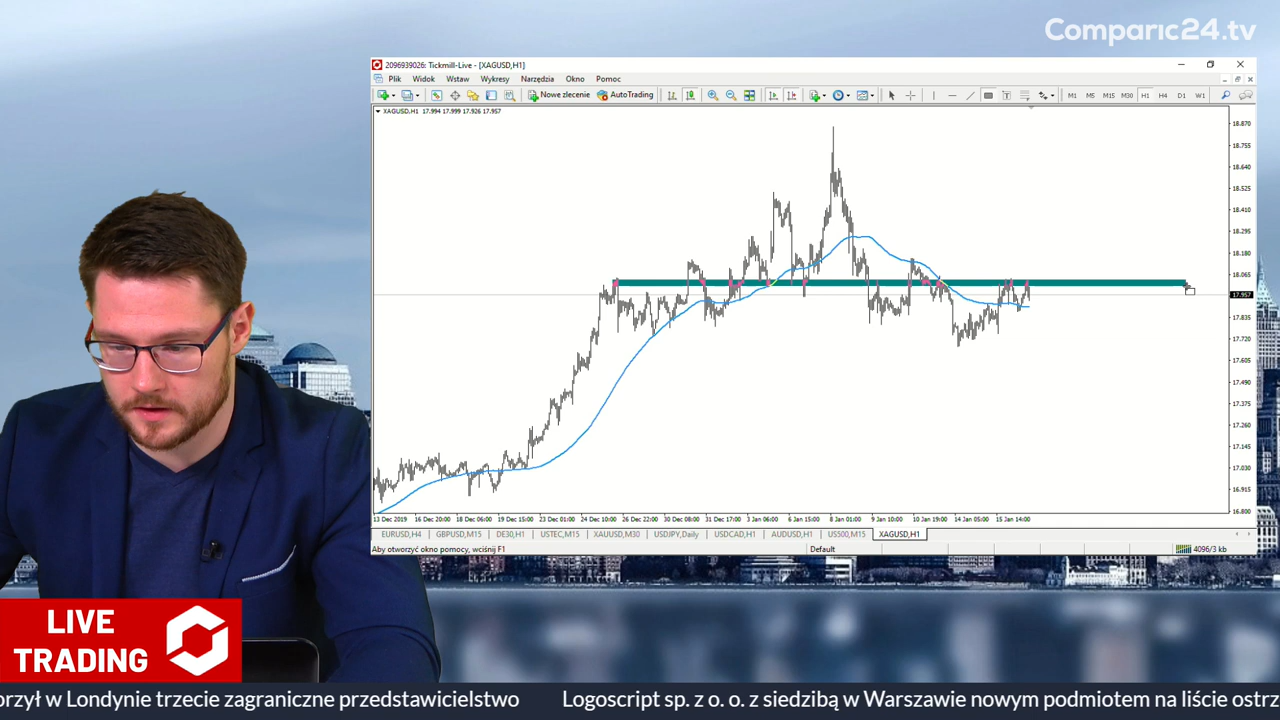 Comparic24.tv
2096939026: Tickmill-Live - [XAGUSD,H1]
Plik Widok Wstaw Wykresy Narzędzia Okno Pomoc
Nowe zlecenie AutoTrading M1 M5 M15 M30 H1 H4 D1 W1
XAGUSD,H1 17.994 17.999 17.926 17.957
18.870
18.755
18.640
18.525
18.410
18.295
18.180
18.065
17.957
17.835
17.720
17.605
17.490
17.375
17.260
17.145
17.030
16.915
16.800
13 Dec 2019 16 Dec 20:00 18 Dec 06:00 19 Dec 15:00 23 Dec 01:00 24 Dec 10:00 26 Dec 22:00 30 Dec 08:00 31 Dec 17:00 3 Jan 06:00 6 Jan 15:00 8 Jan 01:00 9 Jan 10:00 10 Jan 19:00 14 Jan 05:00 15 Jan 14:00
EURUSD,H4 GBPUSD,M15 DE30,H1 USTEC,M15 XAUUSD,M30 USDJPY,Daily USDCAD,H1 AUDUSD,H1 US500,M15 XAGUSD,H1
Aby otworzyć okno pomocy, wciśnij F1 Default 4096/3 kb
LIVE
TRADING
orzył w Londynie trzecie zagraniczne przedstawicielstwo Logoscript sp. z o. o. z siedzibą w Warszawie nowym podmiotem na liście ostrz